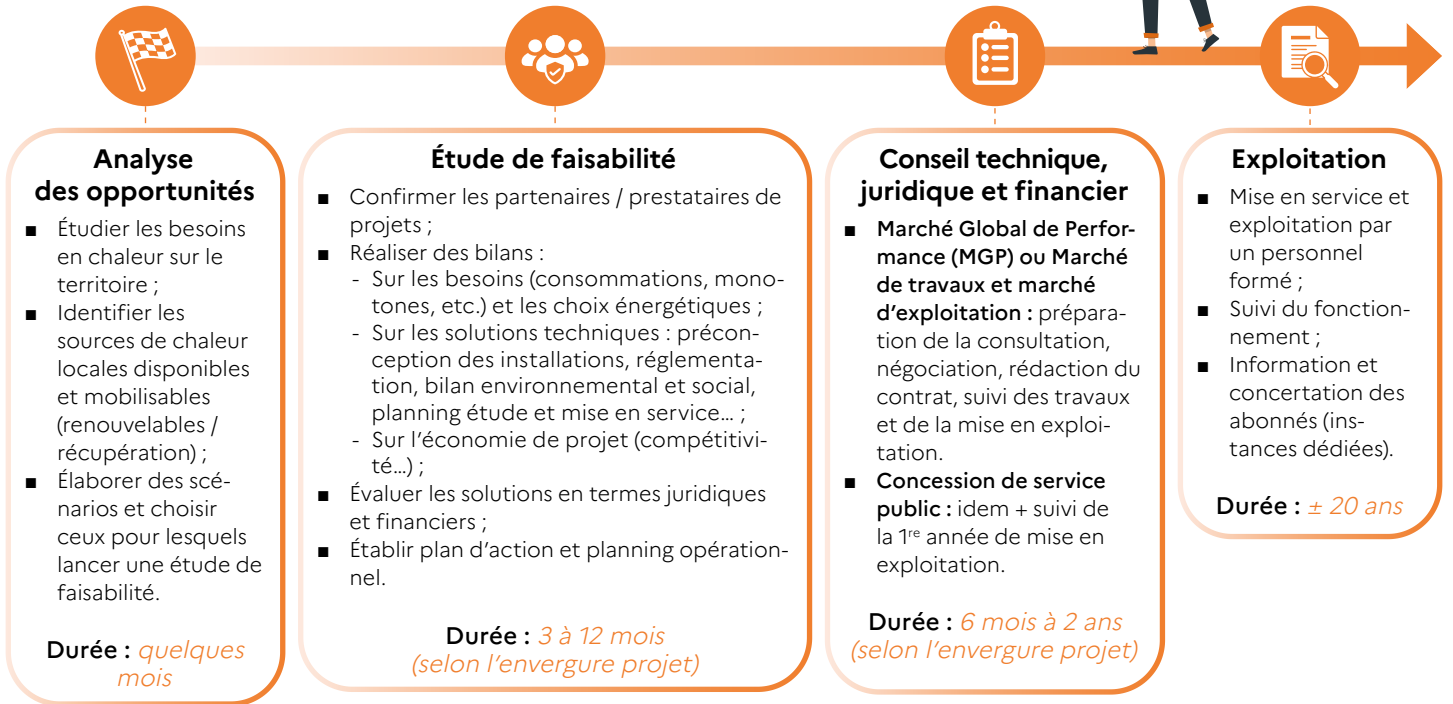 Analyse
des opportunités
■ Étudier les besoins
en chaleur sur le
territoire ;
■ Identifier les
sources de chaleur
locales disponibles
et mobilisables
(renouvelables /
récupération) ;
■ Élaborer des scé-
narios et choisir
ceux pour lesquels
lancer une étude de
faisabilité.
Durée : quelques
mois
Étude de faisabilité
■ Confirmer les partenaires / prestataires de
projets ;
■ Réaliser des bilans :
- Sur les besoins (consommations, mono-
tones, etc.) et les choix énergétiques ;
- Sur les solutions techniques : précon-
ception des installations, réglementa-
tion, bilan environnemental et social,
planning étude et mise en service… ;
- Sur l’économie de projet (compétitivi-
té…) ;
■ Évaluer les solutions en termes juridiques
et financiers ;
■ Établir plan d’action et planning opération-
nel.
Durée : 3 à 12 mois
(selon l’envergure projet)
Conseil technique,
juridique et financier
■ Marché Global de Perfor-
mance (MGP) ou Marché
de travaux et marché
d’exploitation : prépara-
tion de la consultation,
négociation, rédaction du
contrat, suivi des travaux
et de la mise en exploi-
tation.
■ Concession de service
public : idem + suivi de
la 1re année de mise en
exploitation.
Durée : 6 mois à 2 ans
(selon l’envergure projet)
Exploitation
■ Mise en service et
exploitation par
un personnel
formé ;
■ Suivi du fonction-
nement ;
■ Information et
concertation des
abonnés (ins-
tances dédiées).
Durée : ± 20 ans